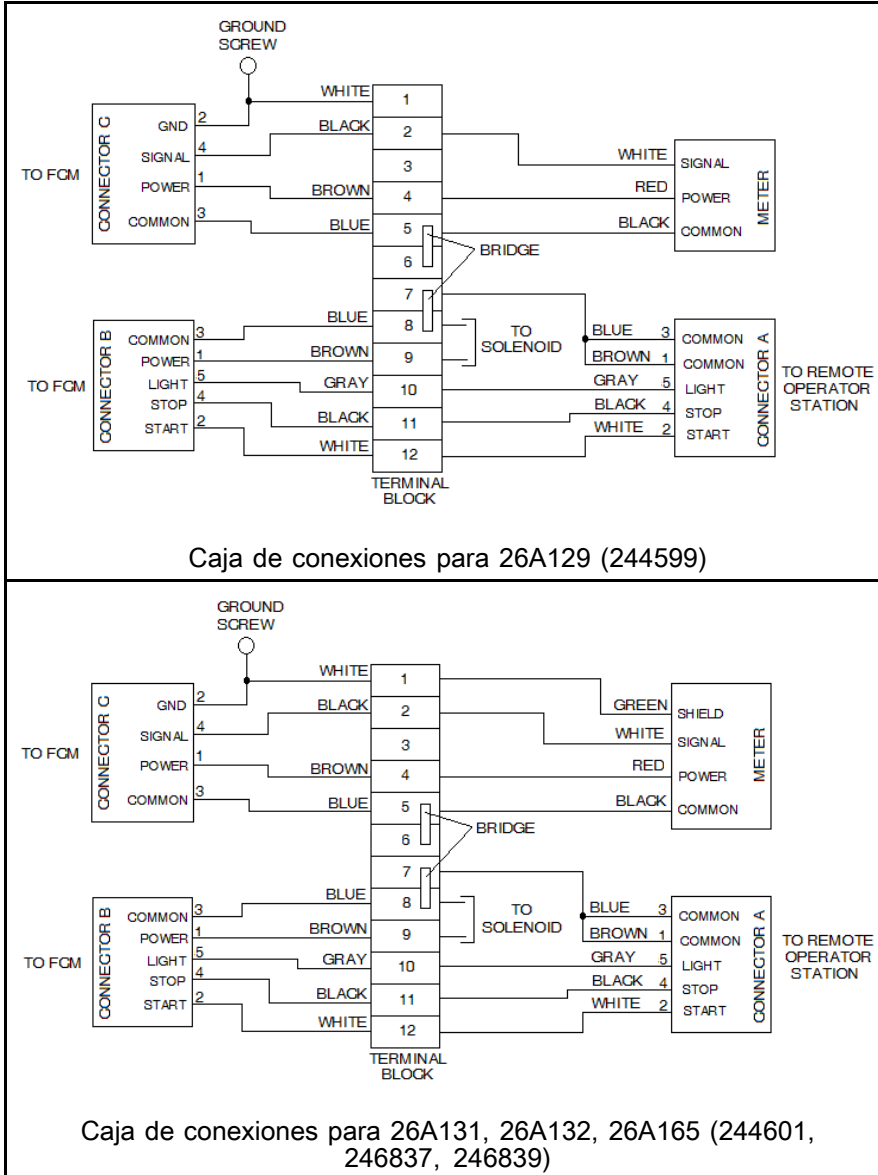 GROUND
SCREW
WHITE
1
CONNECTOR C
GND
2
BLACK
2
SIGNAL
4
WHITE
SIGNAL
3
TO FCM
POWER
1
BROWN
4
RED
POWER
METER
COMMON
3
BLUE
5
BLACK
COMMON
BRIDGE
6
7
BLUE
8
TO
SOLENOID
BLUE
3
COMMON
CONNECTOR B
COMMON
3
BROWN
9
BROWN
1
COMMON
CONNECTOR A
POWER
1
TO FCM
LIGHT
5
GRAY
10
GRAY
5
LIGHT
TO REMOTE
OPERATOR
STATION
STOP
4
BLACK
11
BLACK
4
STOP
START
2
WHITE
12
WHITE
2
START
TERMINAL
BLOCK
Caja de conexiones para 26A129 (244599)
GROUND
SCREW
WHITE
1
CONNECTOR C
GND
2
BLACK
2
GREEN
SHIELD
SIGNAL
4
WHITE
SIGNAL
3
TO FCM
POWER
1
BROWN
4
RED
POWER
METER
COMMON
3
BLUE
5
BLACK
COMMON
BRIDGE
6
7
BLUE
8
TO
SOLENOID
BLUE
3
COMMON
CONNECTOR B
COMMON
3
BROWN
9
BROWN
1
COMMON
CONNECTOR A
POWER
1
TO FCM
LIGHT
5
GRAY
10
GRAY
5
LIGHT
TO REMOTE
OPERATOR
STATION
STOP
4
BLACK
11
BLACK
4
STOP
START
2
WHITE
12
WHITE
2
START
TERMINAL
BLOCK
Caja de conexiones para 26A131, 26A132, 26A165 (244601,
246837, 246839)